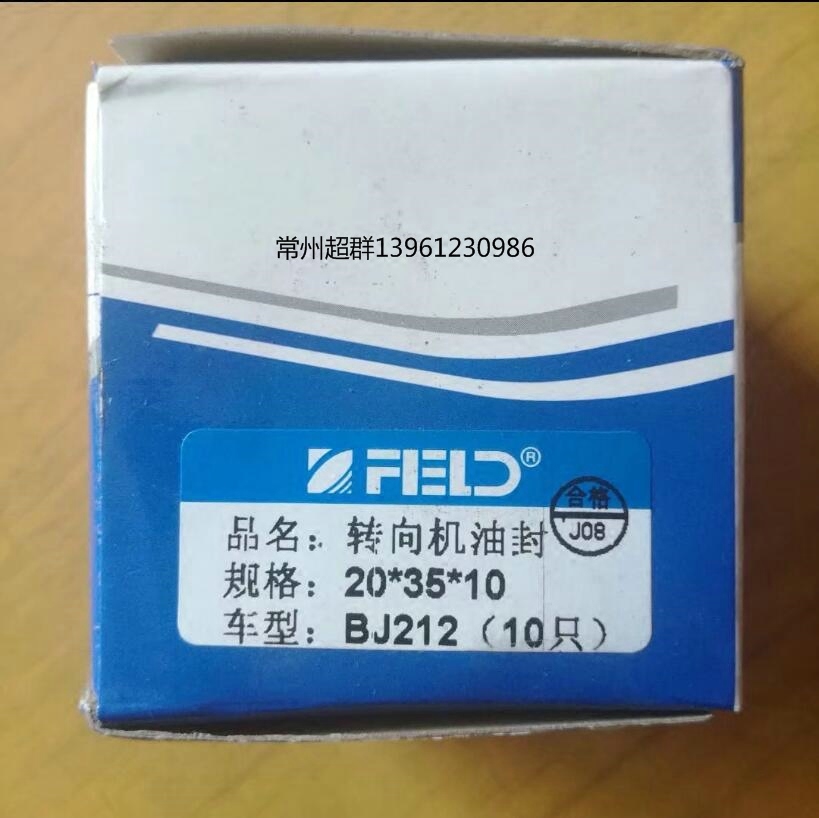 常州超群13961230986
FIELD®
合格
J08
品名：转向机油封
规格：20*35*10
车型：BJ212（10只）